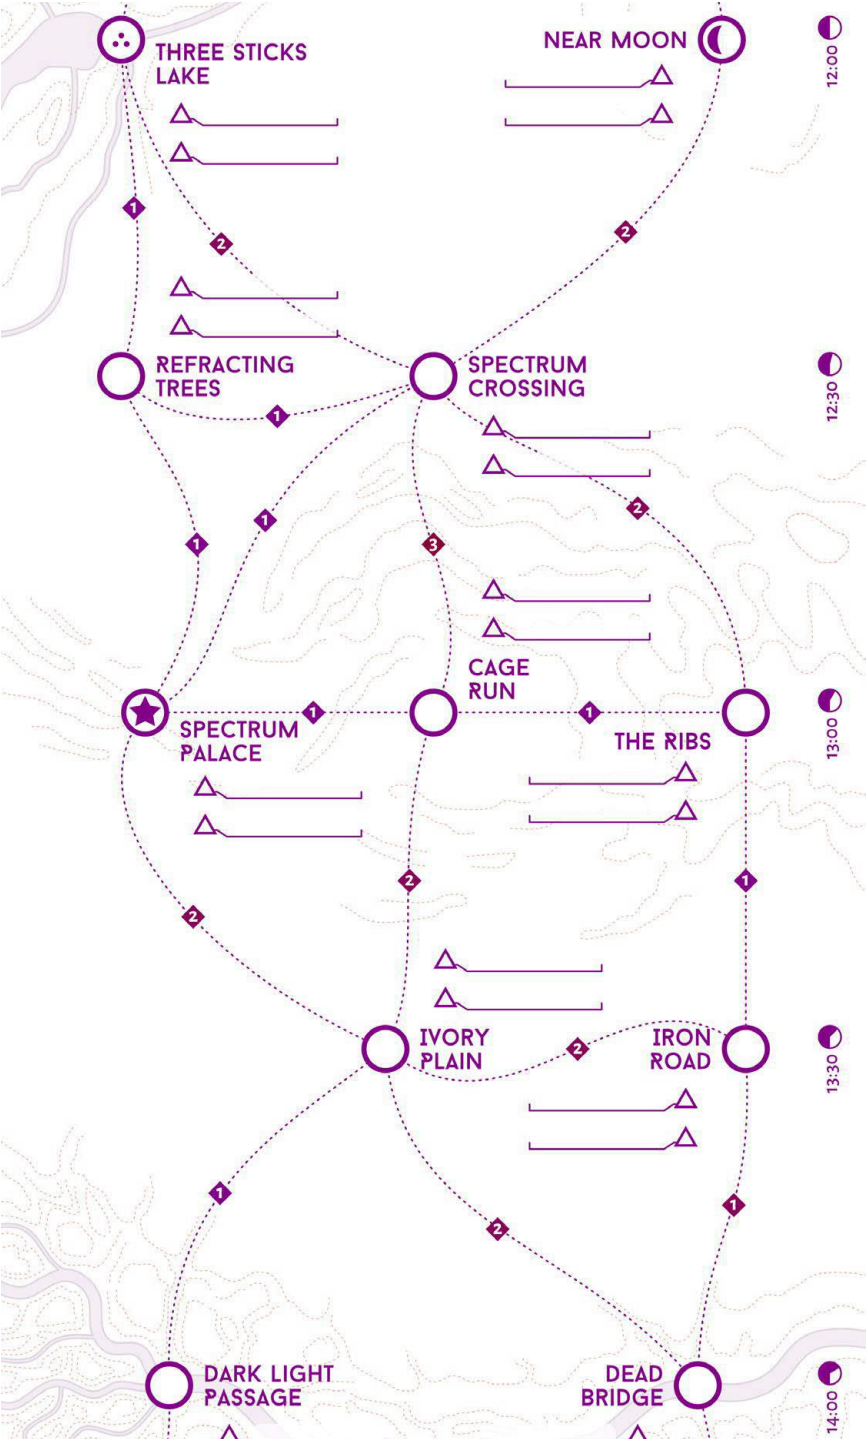 THREE STICKS
LAKE
NEAR MOON
12:00
1
2
2
REFRACTING
TREES
SPECTRUM
CROSSING
12:30
1
2
1
1
3
CAGE
RUN
SPECTRUM
PALACE
1
1
THE RIBS
13:00
1
2
2
IVORY
PLAIN
2
IRON
ROAD
13:30
1
1
2
DARK LIGHT
PASSAGE
DEAD
BRIDGE
14:00